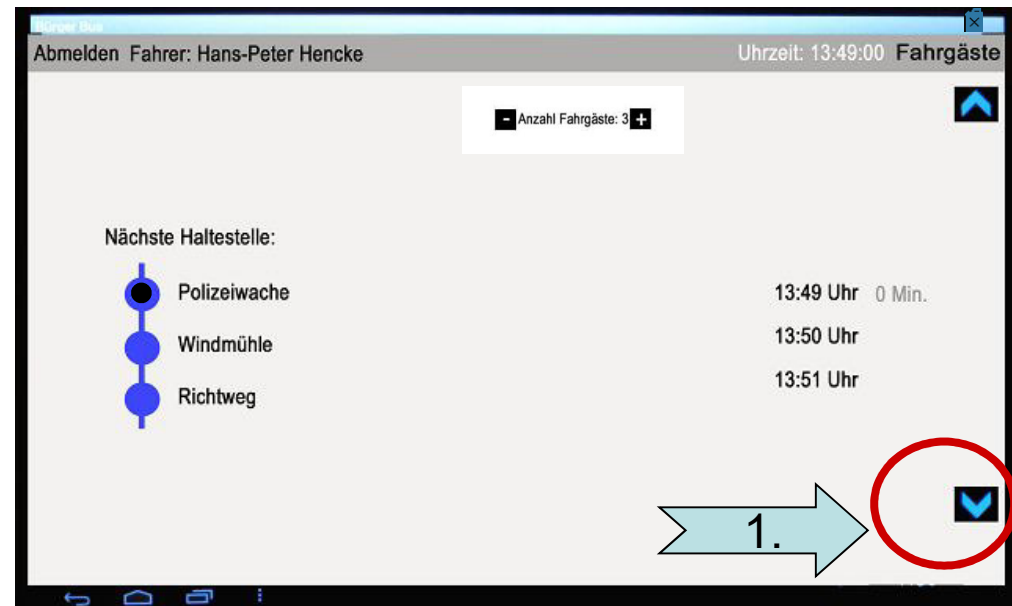 Bürger Bus
Abmelden Fahrer: Hans-Peter Hencke Uhrzeit: 13:49:00 Fahrgäste
- Anzahl Fahrgäste: 3 +
Nächste Haltestelle:
Polizeiwache 13:49 Uhr 0 Min.
Windmühle 13:50 Uhr
Richtweg 13:51 Uhr
1.